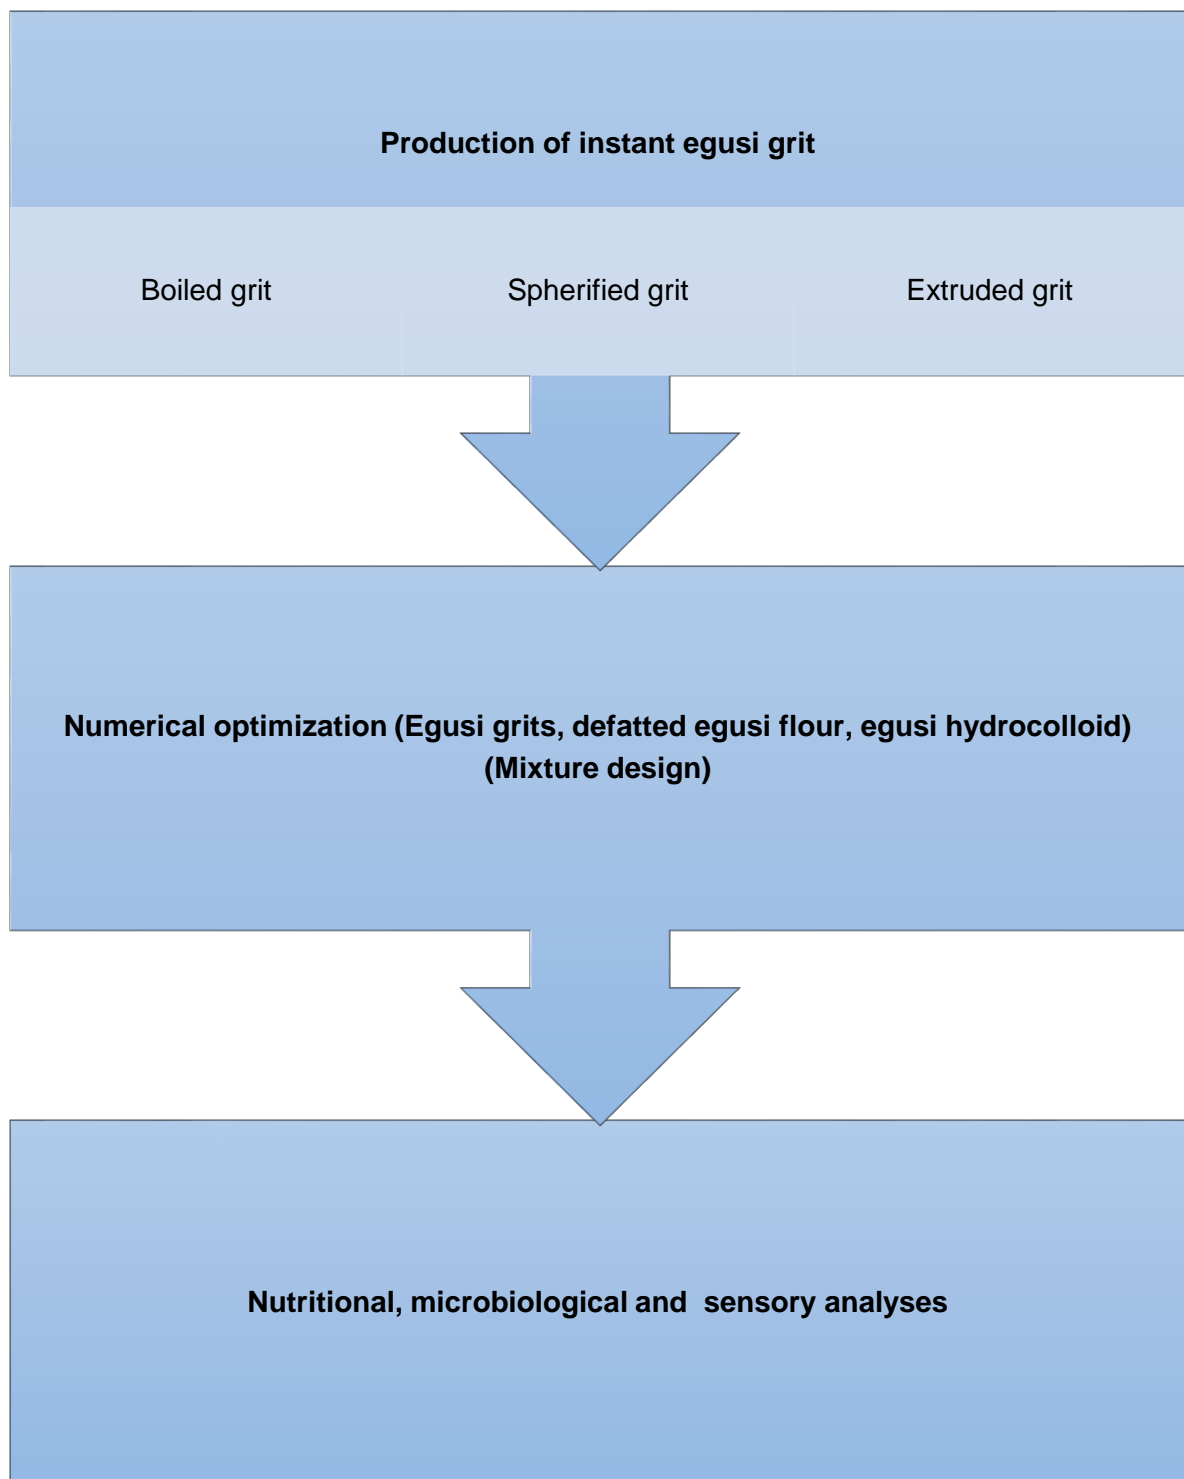 Production of instant egusi grit
Boiled grit
Spherified grit
Extruded grit
Numerical optimization (Egusi grits, defatted egusi flour, egusi hydrocolloid)
(Mixture design)
Nutritional, microbiological and  sensory analyses